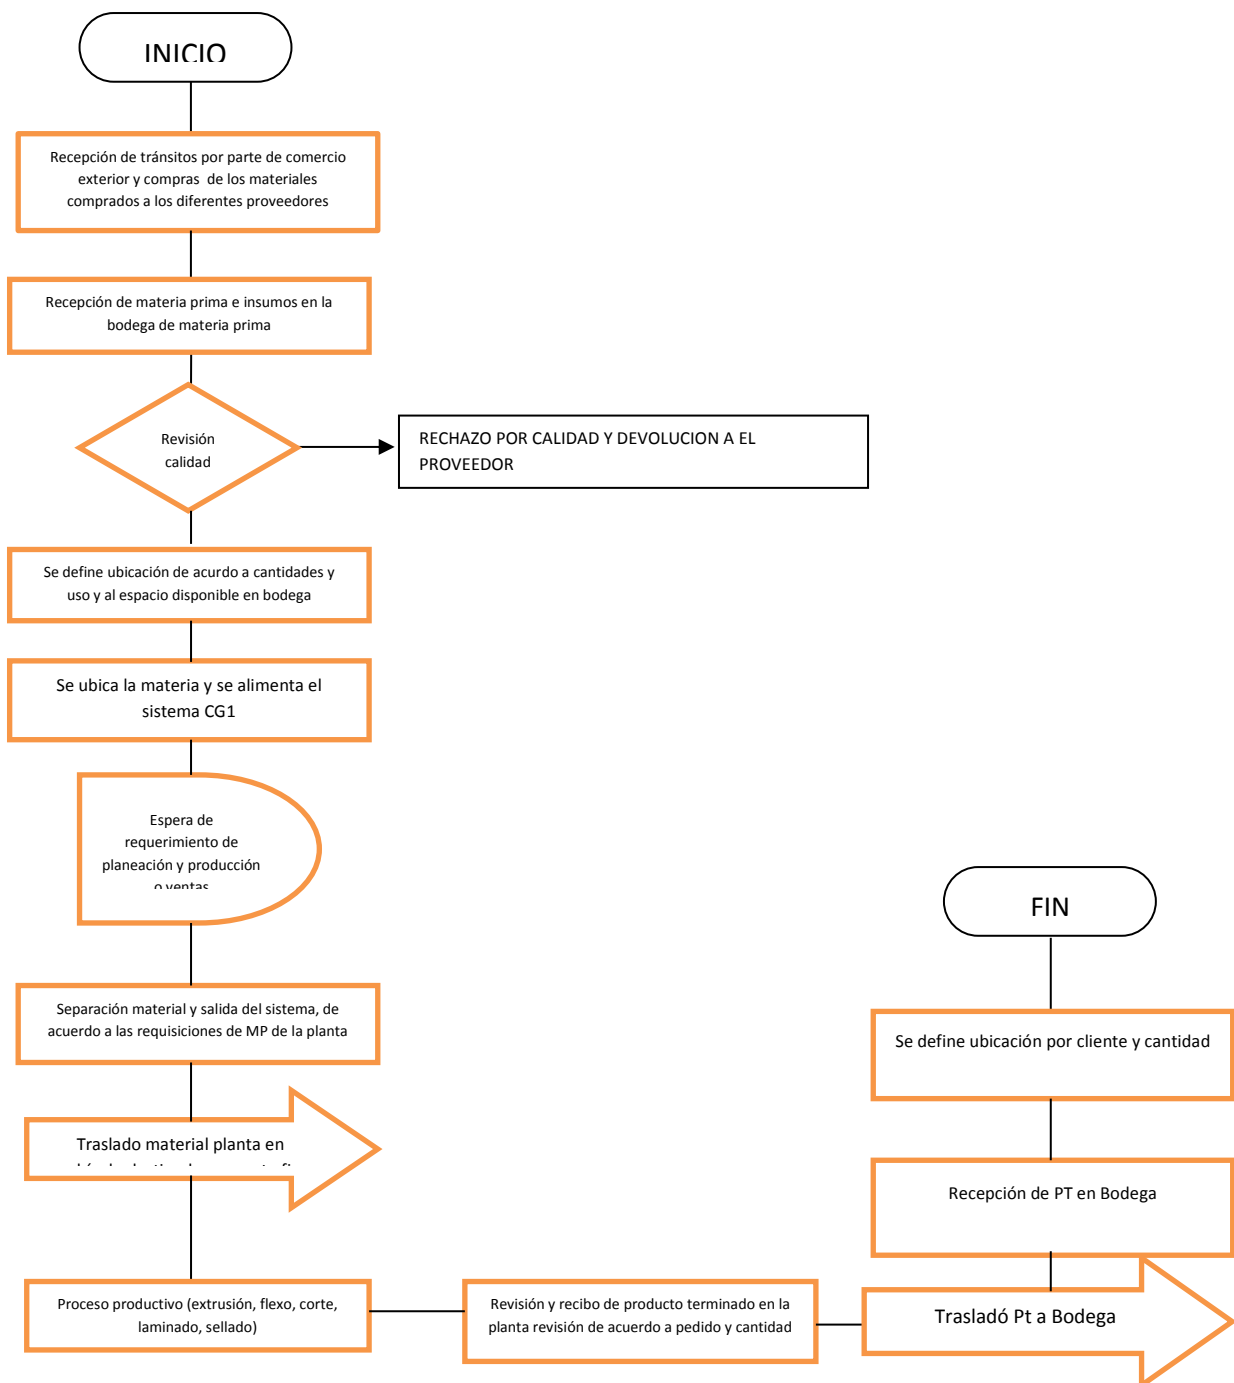 INICIO
Recepción de tránsitos por parte de comercio
exterior y compras de los materiales
comprados a los diferentes proveedores
Recepción de materia prima e insumos en la
bodega de materia prima
Revisión
calidad
RECHAZO POR CALIDAD Y DEVOLUCION A EL
PROVEEDOR
Se define ubicación de acurdo a cantidades y
uso y al espacio disponible en bodega
Se ubica la materia y se alimenta el
sistema CG1
Espera de
requerimiento de
planeación y producción
o ventas
Separación material y salida del sistema, de
acuerdo a las requisiciones de MP de la planta
Traslado material planta en
Proceso productivo (extrusión, flexo, corte,
laminado, sellado)
Revisión y recibo de producto terminado en la
planta revisión de acuerdo a pedido y cantidad
Trasladó Pt a Bodega
Recepción de PT en Bodega
Se define ubicación por cliente y cantidad
FIN